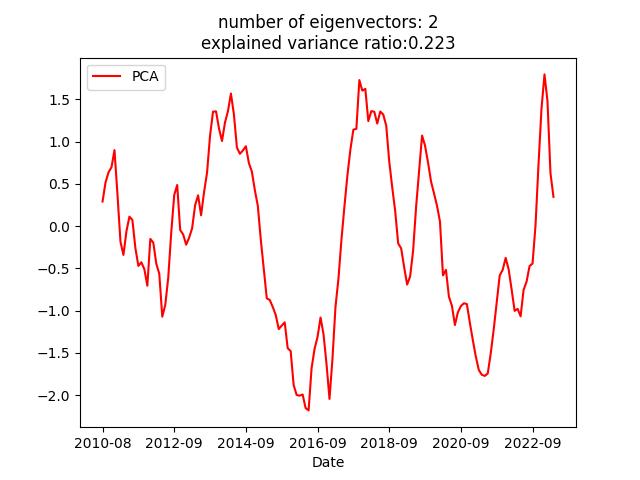 number of eigenvectors: 2
explained variance ratio:0.223
PCA
1.5
1.0
0.5
0.0
−0.5
−1.0
−1.5
−2.0
2010-08 2012-09 2014-09 2016-09 2018-09 2020-09 2022-09
Date